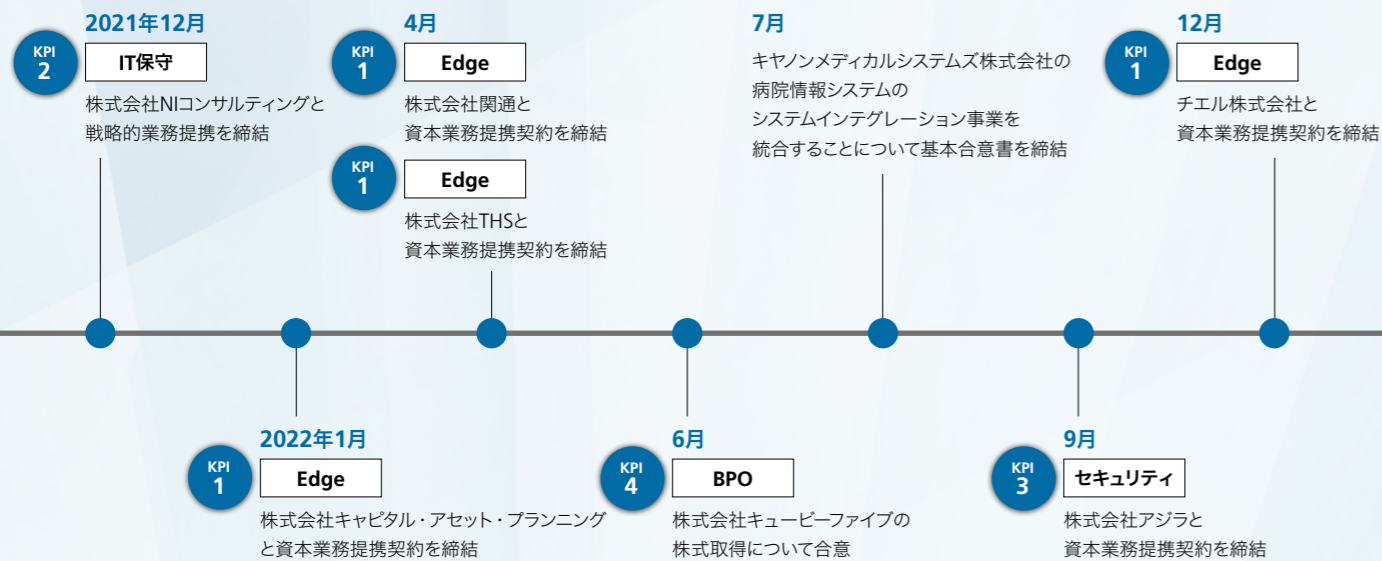 2021年12月
KPI
2
IT保守
株式会社NIコンサルティングと
戦略的業務提携を締結
4月
KPI
1
Edge
株式会社関通と
資本業務提携契約を締結
KPI
1
Edge
株式会社THSと
資本業務提携契約を締結
7月
キヤノンメディカルシステムズ株式会社の
病院情報システムの
システムインテグレーション事業を
統合することについて基本合意書を締結
12月
KPI
1
Edge
チエル株式会社と
資本業務提携契約を締結
2022年1月
KPI
1
Edge
株式会社キャピタル・アセット・プランニング
と資本業務提携契約を締結
6月
KPI
4
BPO
株式会社キュービーファイブの
株式取得について合意
9月
KPI
3
セキュリティ
株式会社アジラと
資本業務提携契約を締結